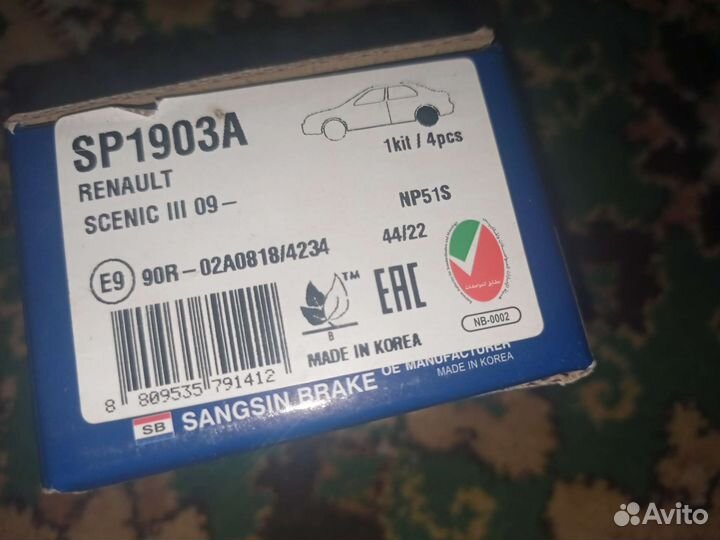 SP1903A
RENAULT
SCENIC III 09-
1kit / 4pcs
NP51S
44/22
E9 90R-02A0818/4234
TM
B
EAC
NB-0002
MADE IN KOREA
8 809535 791412
SB SANGSIN BRAKE OE MANUFACTURER
MADE IN KOREA
Avito